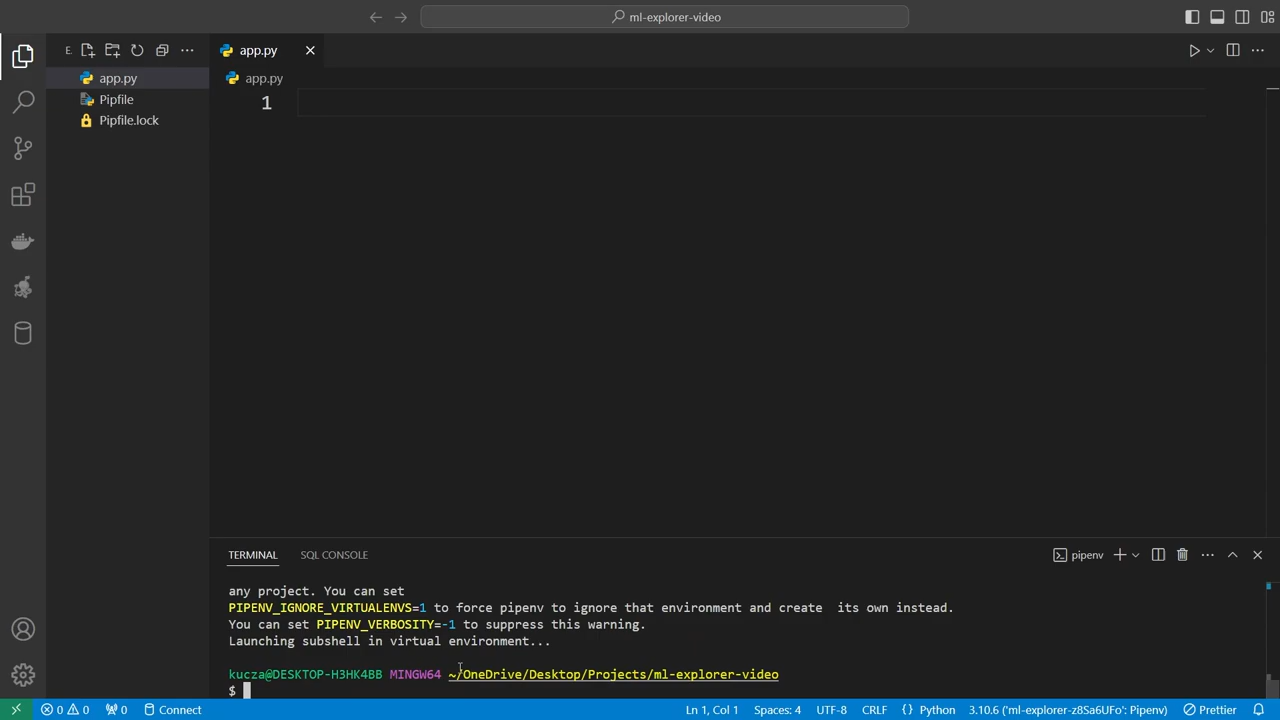 ml-explorer-video
E.
app.py
app.py
Pipfile
Pipfile.lock
app.py
1
TERMINAL
SQL CONSOLE
pipenv
any project. You can set
PIPENV_IGNORE_VIRTUALENVS=1 to force pipenv to ignore that environment and create  its own instead.
You can set PIPENV_VERBOSITY=-1 to suppress this warning.
Launching subshell in virtual environment...
kucza@DESKTOP-H3HK4BB MINGW64 ~/OneDrive/Desktop/Projects/ml-explorer-video
$
0 0 0 Connect Ln 1, Col 1 Spaces: 4 UTF-8 CRLF Python 3.10.6 ('ml-explorer-z8Sa6UFo': Pipenv) Prettier